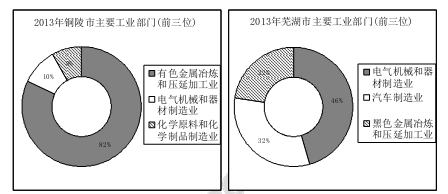 2013年铜陵市主要工业部门(前三位)
82%
有色金属冶炼
和压延加工业
电气机械和器
材制造业
化学原料和化
学制品制造业
2013年芜湖市主要工业部门(前三位)
22%
46%
32%
电气机械和器
材制造业
汽车制造业
黑色金属冶炼
和压延加工业